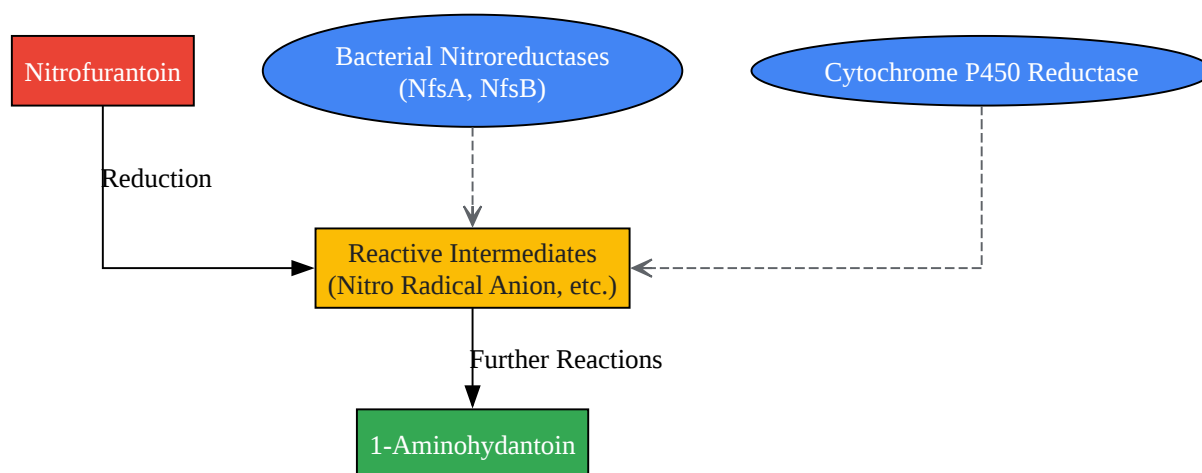 Nitrofurantoin
Bacterial Nitroreductases
(NfsA, NfsB)
Cytochrome P450 Reductase
Reduction
Reactive Intermediates
(Nitro Radical Anion, etc.)
Further Reactions
1-Aminohydantoin